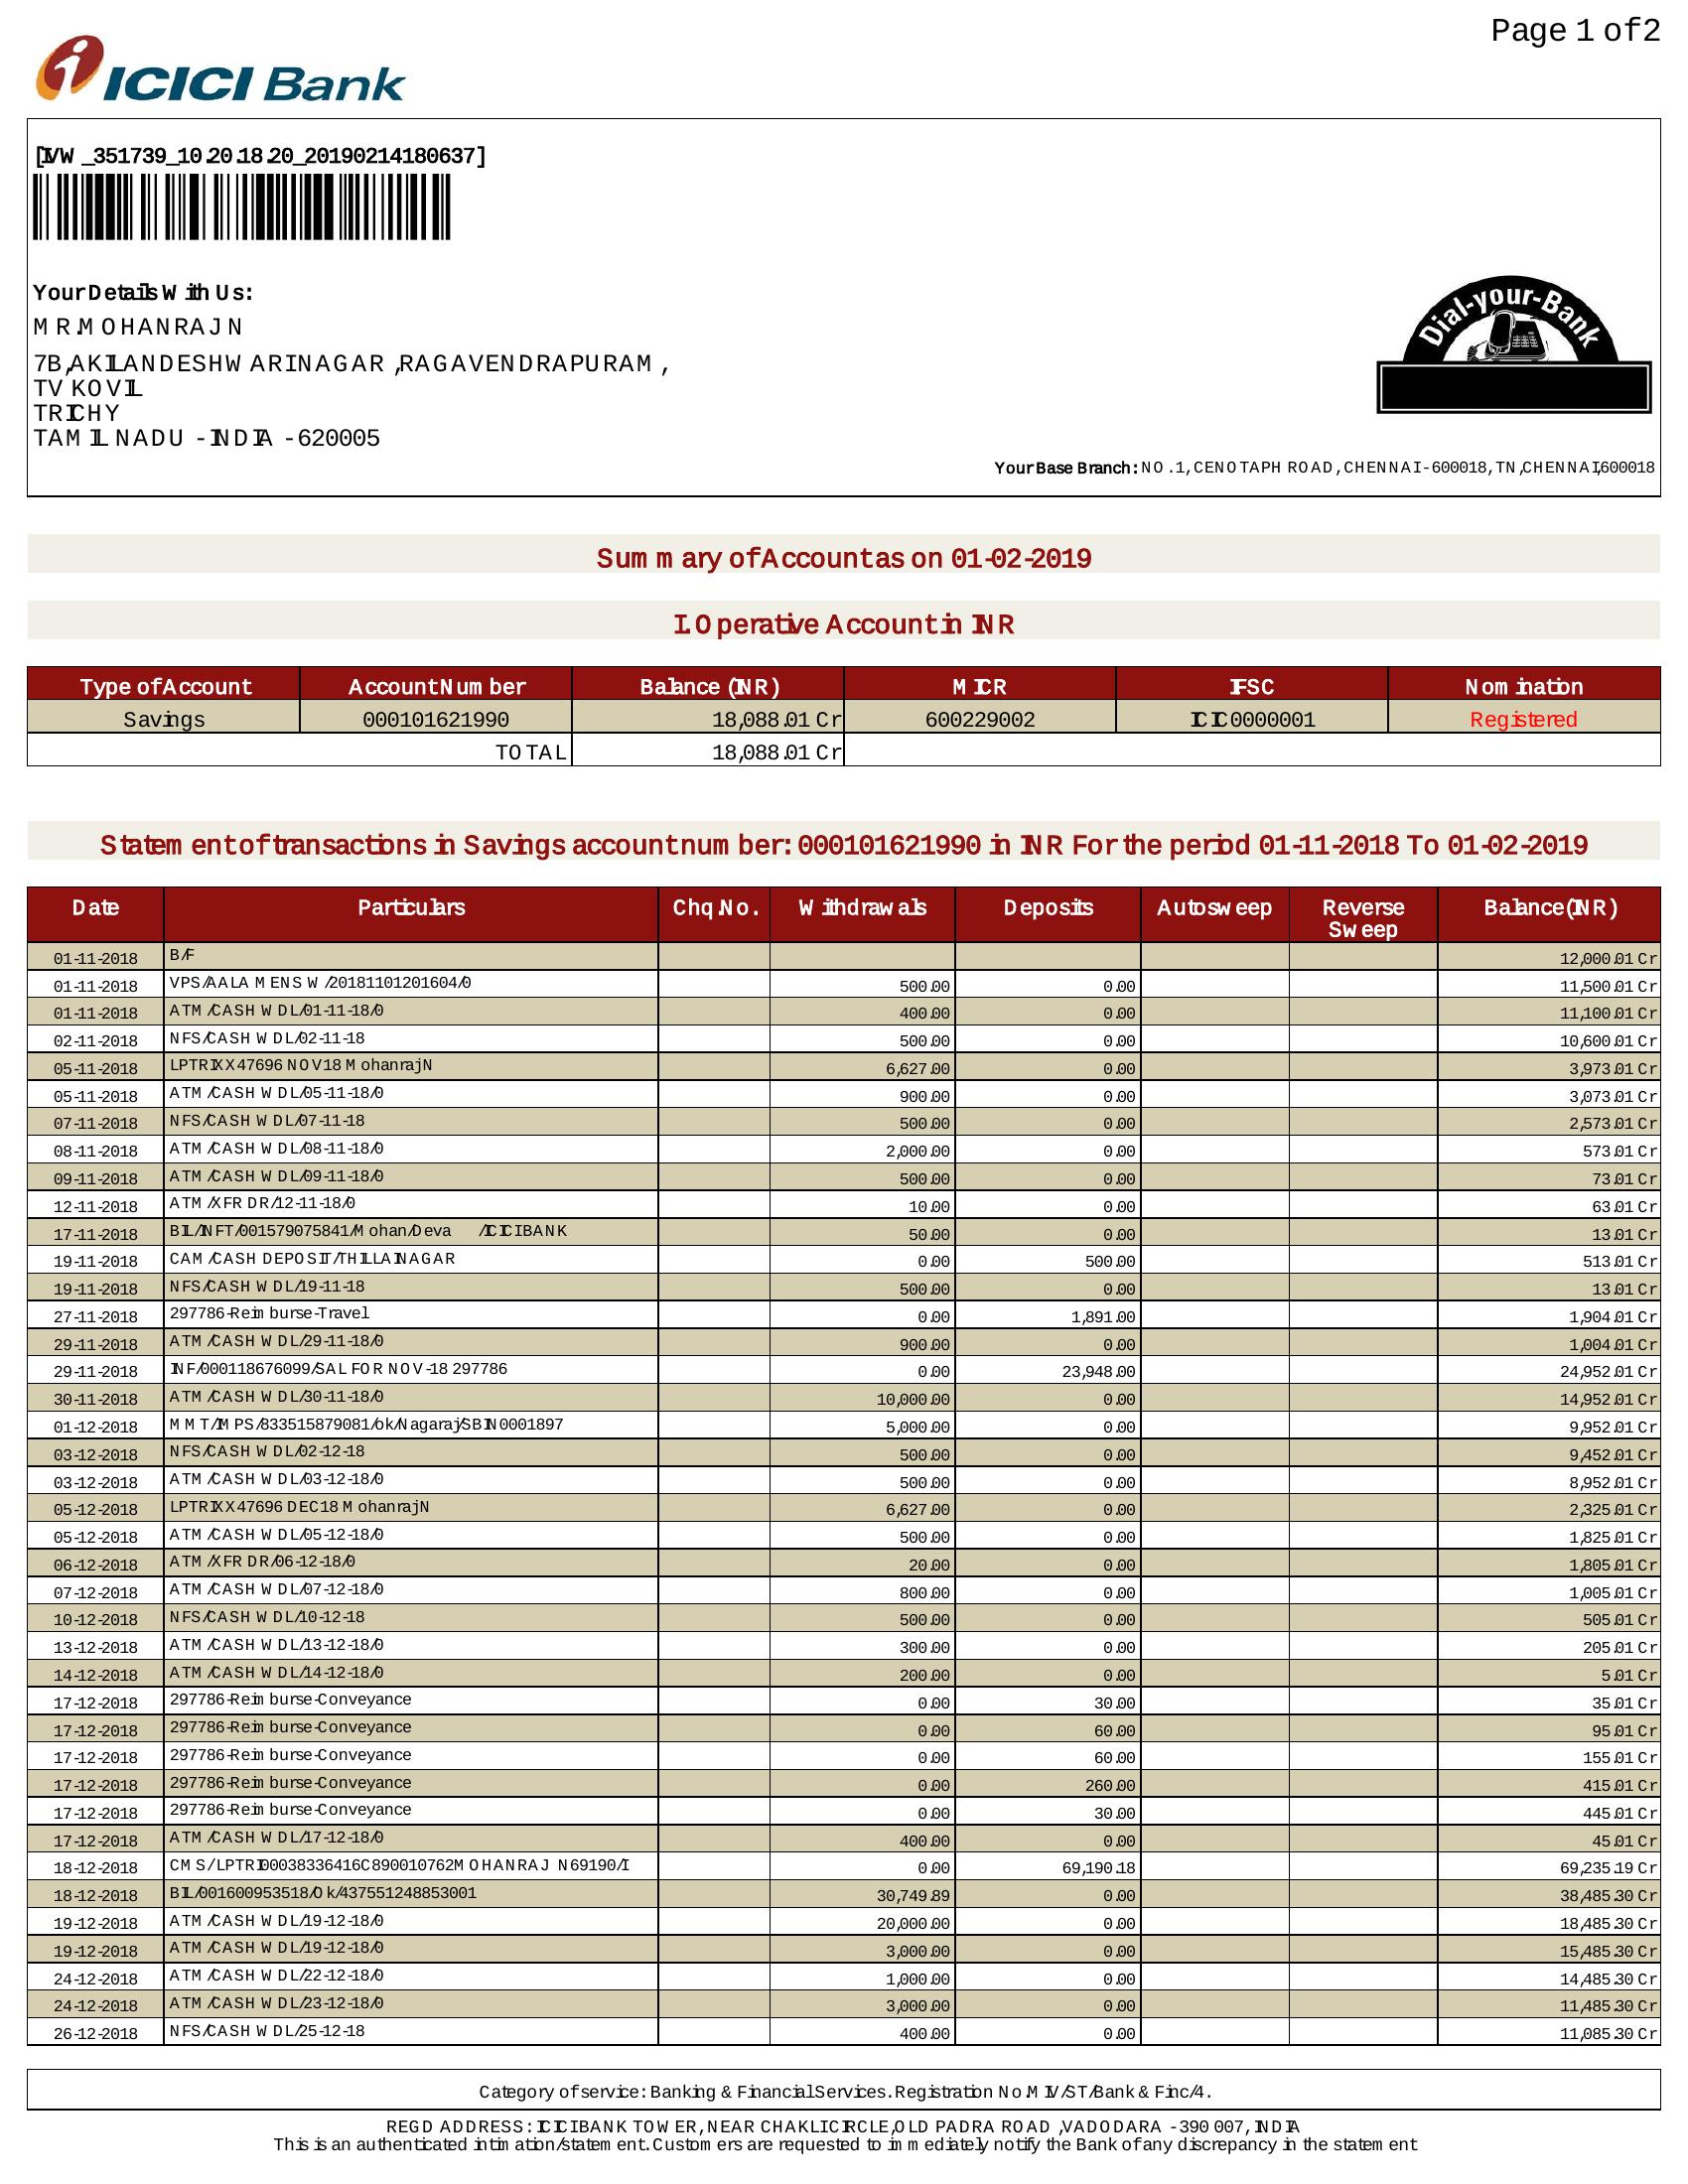 Page 1 of 2
ICICI Bank
[IVW_351739_10.20.18.20_20190214180637]
Your Details With Us:
MR.MOHANRAJ N
7B,AKILANDESHWARI NAGAR ,RAGAVENDRAPURAM ,
TV KOVIL
TRICHY
TAMIL NADU - INDIA - 620005
Dial-your-Bank
Your Base Branch: NO.1,CENOTAPH ROAD,CHENNAI-600018,TN,CHENNAI,600018
Summary of Account as on 01-02-2019
I. Operative Account in INR
Type of Account Account Number Balance (INR) MICR IFSC Nomination
Savings 000101621990 18,088.01 Cr 600229002 ICIC0000001 Registered
TOTAL 18,088.01 Cr
Statement of transactions in Savings account number: 000101621990 in INR For the period 01-11-2018 To 01-02-2019
Date Particulars Chq.No. Withdrawals Deposits Autosweep Reverse Sweep Balance(INR)
01-11-2018 B/F 12,000.01 Cr
01-11-2018 VPS/AALA MENS W/20181101201604/0 500.00 0.00 11,500.01 Cr
01-11-2018 ATM/CASH WDL/01-11-18/0 400.00 0.00 11,100.01 Cr
02-11-2018 NFS/CASH WDL/02-11-18 500.00 0.00 10,600.01 Cr
05-11-2018 LPTRIXX47696 NOV18 Mohanraj N 6,627.00 0.00 3,973.01 Cr
05-11-2018 ATM/CASH WDL/05-11-18/0 900.00 0.00 3,073.01 Cr
07-11-2018 NFS/CASH WDL/07-11-18 500.00 0.00 2,573.01 Cr
08-11-2018 ATM/CASH WDL/08-11-18/0 2,000.00 0.00 573.01 Cr
09-11-2018 ATM/CASH WDL/09-11-18/0 500.00 0.00 73.01 Cr
12-11-2018 ATM/XFR DR/12-11-18/0 10.00 0.00 63.01 Cr
17-11-2018 BIL/INFT/001579075841/Mohan/Deva /ICICI BANK 50.00 0.00 13.01 Cr
19-11-2018 CAM/CASH DEPOSIT/THILLAINAGAR 0.00 500.00 513.01 Cr
19-11-2018 NFS/CASH WDL/19-11-18 500.00 0.00 13.01 Cr
27-11-2018 297786-Reimburse-Travel 0.00 1,891.00 1,904.01 Cr
29-11-2018 ATM/CASH WDL/29-11-18/0 900.00 0.00 1,004.01 Cr
29-11-2018 INF/000118676099/SAL FOR NOV-18 297786 0.00 23,948.00 24,952.01 Cr
30-11-2018 ATM/CASH WDL/30-11-18/0 10,000.00 0.00 14,952.01 Cr
01-12-2018 MMT/IMPS/833515879081/ok/Nagaraj/SBIN0001897 5,000.00 0.00 9,952.01 Cr
03-12-2018 NFS/CASH WDL/02-12-18 500.00 0.00 9,452.01 Cr
03-12-2018 ATM/CASH WDL/03-12-18/0 500.00 0.00 8,952.01 Cr
05-12-2018 LPTRIXX47696 DEC18 Mohanraj N 6,627.00 0.00 2,325.01 Cr
05-12-2018 ATM/CASH WDL/05-12-18/0 500.00 0.00 1,825.01 Cr
06-12-2018 ATM/XFR DR/06-12-18/0 20.00 0.00 1,805.01 Cr
07-12-2018 ATM/CASH WDL/07-12-18/0 800.00 0.00 1,005.01 Cr
10-12-2018 NFS/CASH WDL/10-12-18 500.00 0.00 505.01 Cr
13-12-2018 ATM/CASH WDL/13-12-18/0 300.00 0.00 205.01 Cr
14-12-2018 ATM/CASH WDL/14-12-18/0 200.00 0.00 5.01 Cr
17-12-2018 297786-Reimburse-Conveyance 0.00 30.00 35.01 Cr
17-12-2018 297786-Reimburse-Conveyance 0.00 60.00 95.01 Cr
17-12-2018 297786-Reimburse-Conveyance 0.00 60.00 155.01 Cr
17-12-2018 297786-Reimburse-Conveyance 0.00 260.00 415.01 Cr
17-12-2018 297786-Reimburse-Conveyance 0.00 30.00 445.01 Cr
17-12-2018 ATM/CASH WDL/17-12-18/0 400.00 0.00 45.01 Cr
18-12-2018 CMS/ LPTRI00038336416C890010762MOHANRAJ N69190/I 0.00 69,190.18 69,235.19 Cr
18-12-2018 BIL/001600953518/Ok/437551248853001 30,749.89 0.00 38,485.30 Cr
19-12-2018 ATM/CASH WDL/19-12-18/0 20,000.00 0.00 18,485.30 Cr
19-12-2018 ATM/CASH WDL/19-12-18/0 3,000.00 0.00 15,485.30 Cr
24-12-2018 ATM/CASH WDL/22-12-18/0 1,000.00 0.00 14,485.30 Cr
24-12-2018 ATM/CASH WDL/23-12-18/0 3,000.00 0.00 11,485.30 Cr
26-12-2018 NFS/CASH WDL/25-12-18 400.00 0.00 11,085.30 Cr
Category of service: Banking & Financial Services. Registration No.MIV/ST/Bank & Finc/4.
REGD ADDRESS: ICICI BANK TOWER, NEAR CHAKLI CIRCLE,OLD PADRA ROAD ,VADODARA - 390 007, INDIA
This is an authenticated intimation/statement. Customers are requested to immediately notify the Bank of any discrepancy in the statement